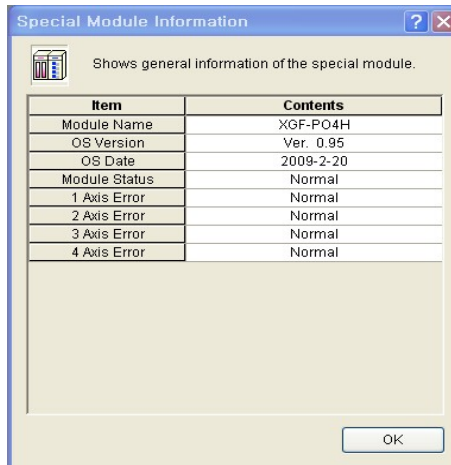 Special Module Information
Shows general information of the special module.
Item Contents
Module Name XGF-PO4H
OS Version Ver. 0.95
OS Date 2009-2-20
Module Status Normal
1 Axis Error Normal
2 Axis Error Normal
3 Axis Error Normal
4 Axis Error Normal
OK